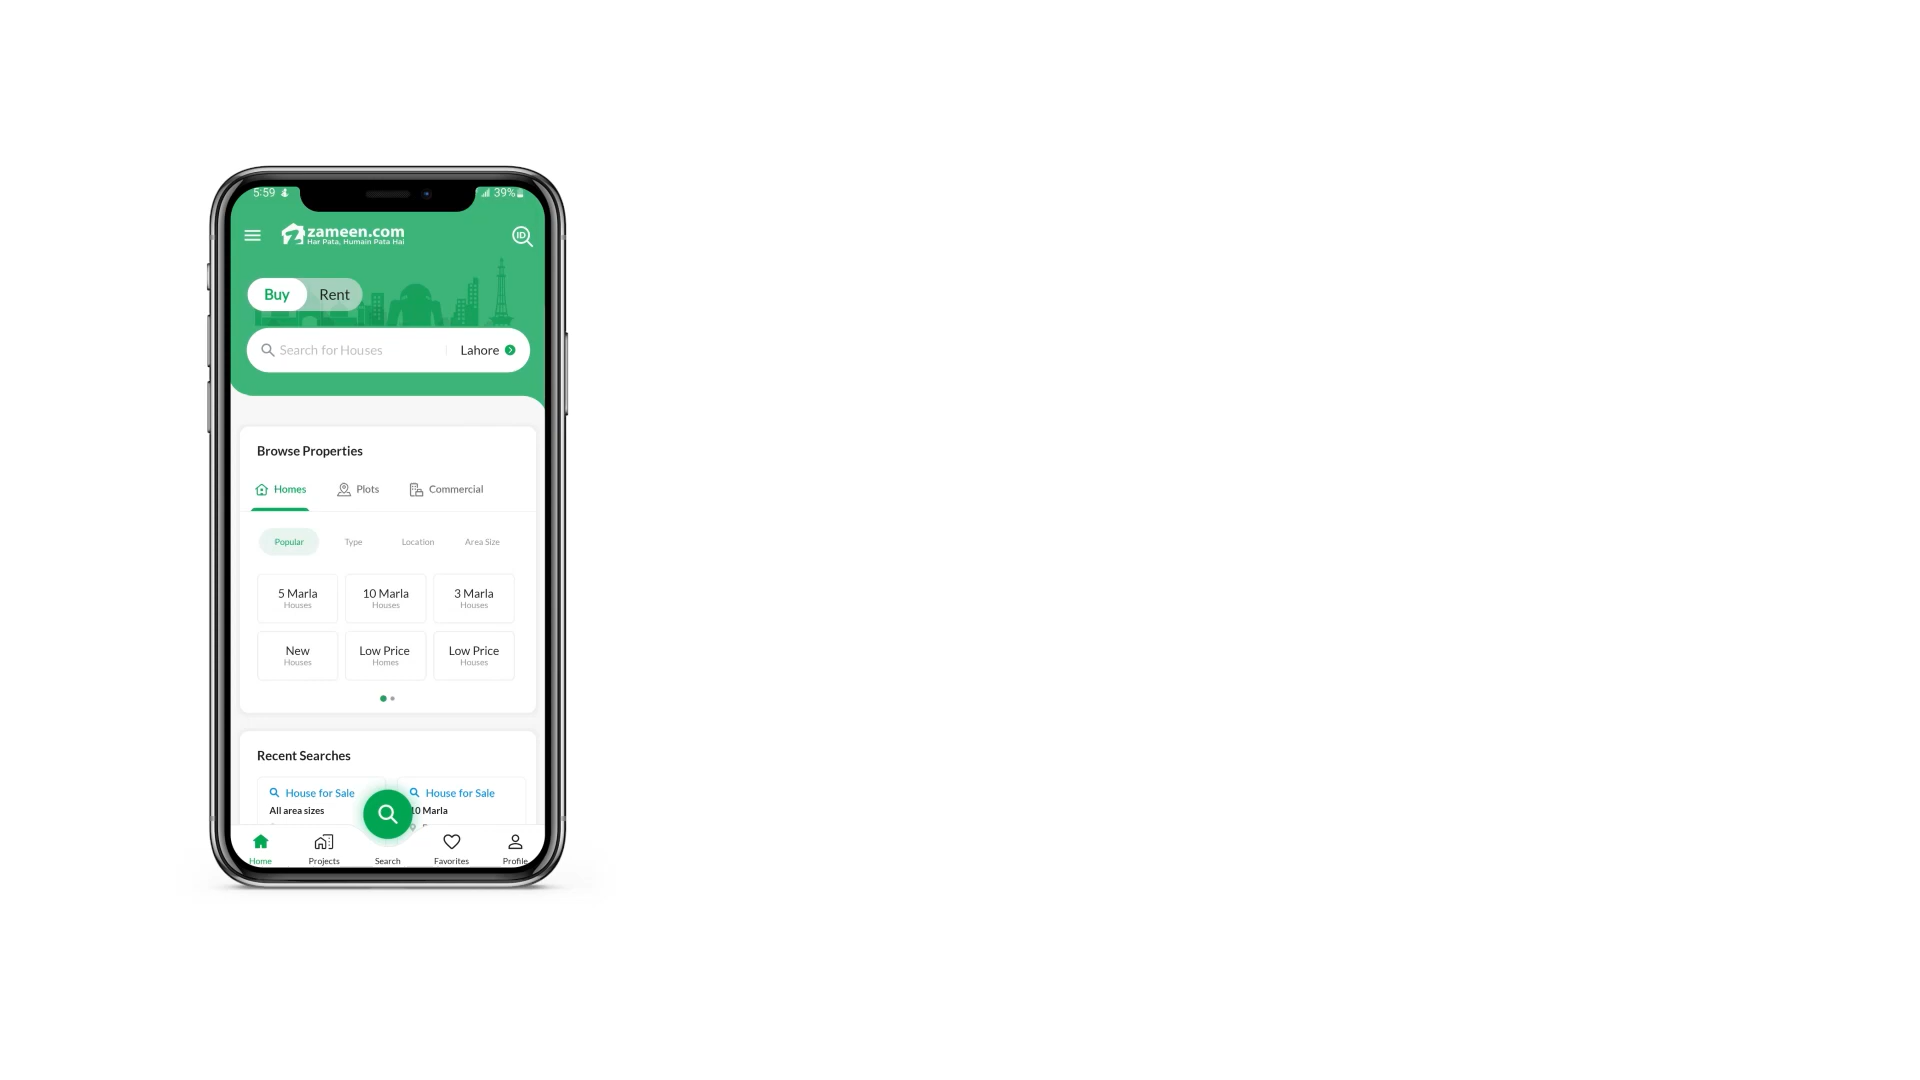 5:59
39%
zameen.com
Har Pata, Humain Pata Hai
ID
Buy Rent
Search for Houses Lahore
Browse Properties
Homes Plots Commercial
Popular Type Location Area Size
5 Marla 10 Marla 3 Marla
Houses Houses Houses
New Low Price Low Price
Houses Homes Houses
Recent Searches
House for Sale House for Sale
All area sizes 10 Marla
Home Projects Search Favorites Profile